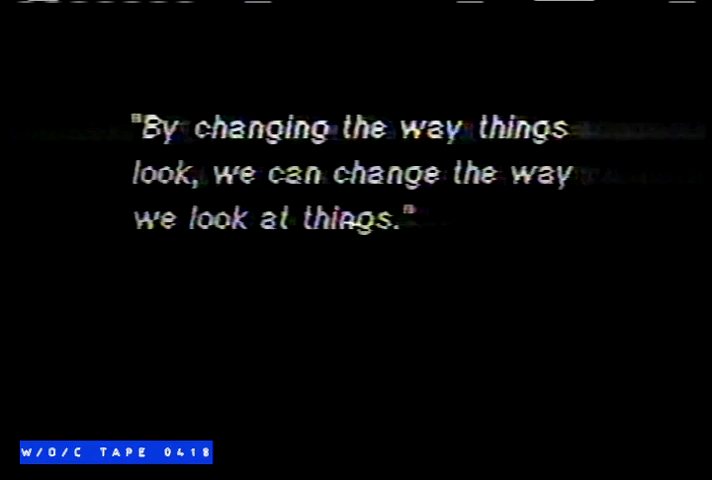 "By changing the way things
look, we can change the way
we look at things."
W/O/C TAPE 0418